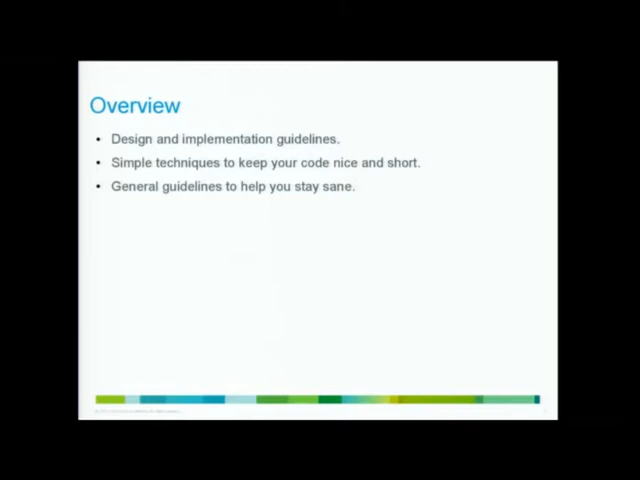 Overview
• Design and implementation guidelines.
• Simple techniques to keep your code nice and short.
• General guidelines to help you stay sane.